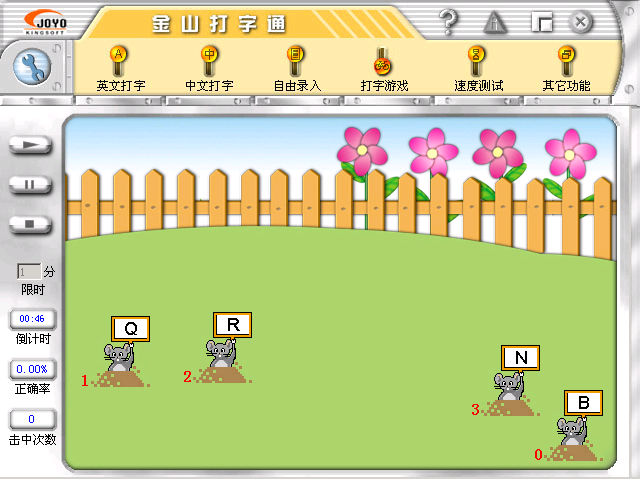 JOYO
KINGSOFT
金山打字通
?
英文打字
中文打字
自由录入
打字游戏
速度测试
其它功能
1 分
限时
00:46
倒计时
0.00%
正确率
0
击中次数
Q
R
1
2
N
3
B
0